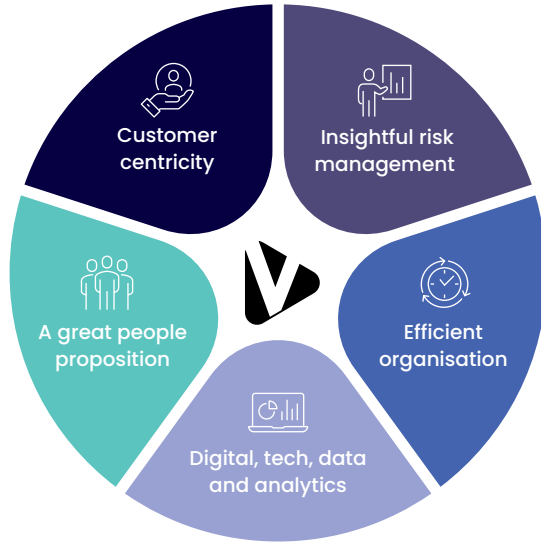 Customer
centricity
Insightful risk
management
A great people
proposition
Efficient
organisation
Digital, tech, data
and analytics